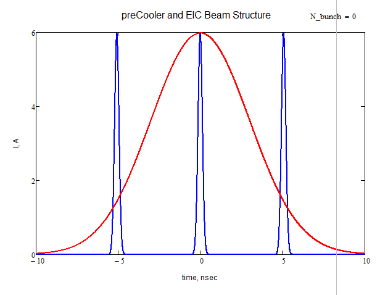 preCooler and EIC Beam Structure
N_bunch = 0
6
4
2
0
I, A
−10
−5
0
5
10
time, nsec